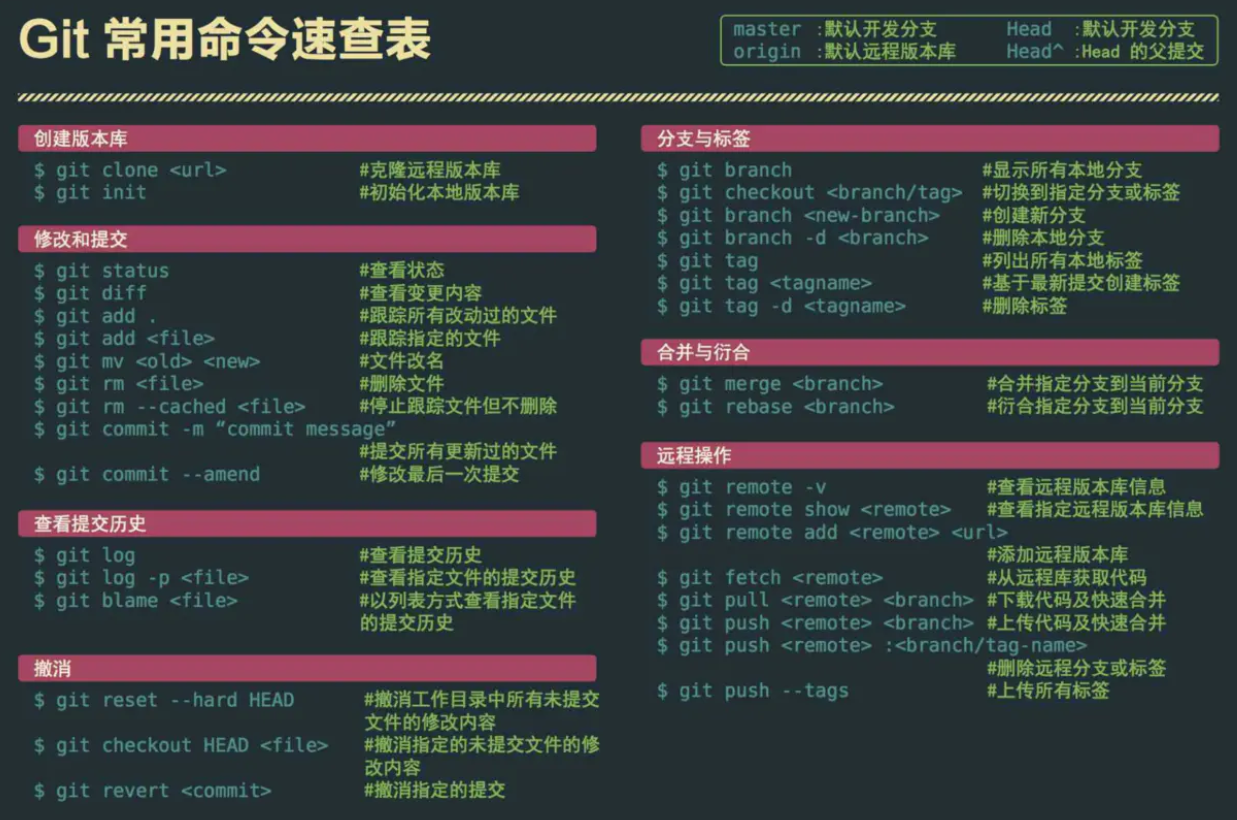 Git 常用命令速查表
master :默认开发分支 Head :默认开发分支
origin :默认远程版本库 Head^ :Head 的父提交
创建版本库
$ git clone <url> #克隆远程版本库
$ git init #初始化本地版本库
修改和提交
$ git status #查看状态
$ git diff #查看变更内容
$ git add . #跟踪所有改动过的文件
$ git add <file> #跟踪指定的文件
$ git mv <old> <new> #文件改名
$ git rm <file> #删除文件
$ git rm --cached <file> #停止跟踪文件但不删除
$ git commit -m “commit message”
#提交所有更新过的文件
$ git commit --amend #修改最后一次提交
查看提交历史
$ git log #查看提交历史
$ git log -p <file> #查看指定文件的提交历史
$ git blame <file> #以列表方式查看指定文件
的提交历史
撤消
$ git reset --hard HEAD #撤消工作目录中所有未提交
文件的修改内容
$ git checkout HEAD <file> #撤消指定的未提交文件的修
改内容
$ git revert <commit> #撤消指定的提交
分支与标签
$ git branch #显示所有本地分支
$ git checkout <branch/tag> #切换到指定分支或标签
$ git branch <new-branch> #创建新分支
$ git branch -d <branch> #删除本地分支
$ git tag #列出所有本地标签
$ git tag <tagname> #基于最新提交创建标签
$ git tag -d <tagname> #删除标签
合并与衍合
$ git merge <branch> #合并指定分支到当前分支
$ git rebase <branch> #衍合指定分支到当前分支
远程操作
$ git remote -v #查看远程版本库信息
$ git remote show <remote> #查看指定远程版本库信息
$ git remote add <remote> <url>
#添加远程版本库
$ git fetch <remote> #从远程库获取代码
$ git pull <remote> <branch> #下载代码及快速合并
$ git push <remote> <branch> #上传代码及快速合并
$ git push <remote> :<branch/tag-name>
#删除远程分支或标签
$ git push --tags #上传所有标签